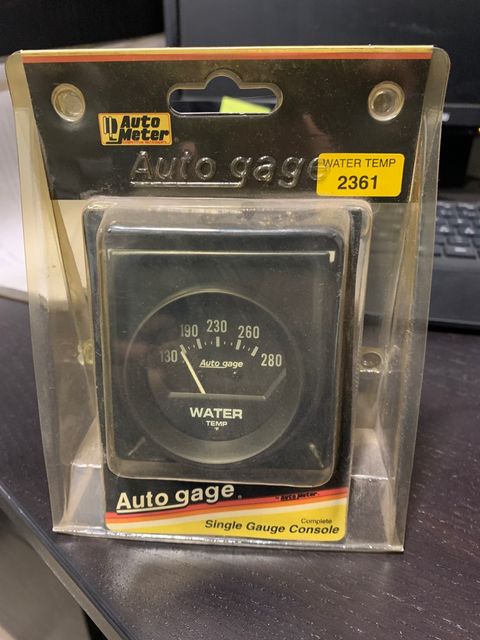 Auto
Meter
Auto gage
WATER TEMP
2361
130 190 230 260 280
Auto gage
WATER
TEMP
°F
Auto gage
by Auto Meter
Complete
Single Gauge Console